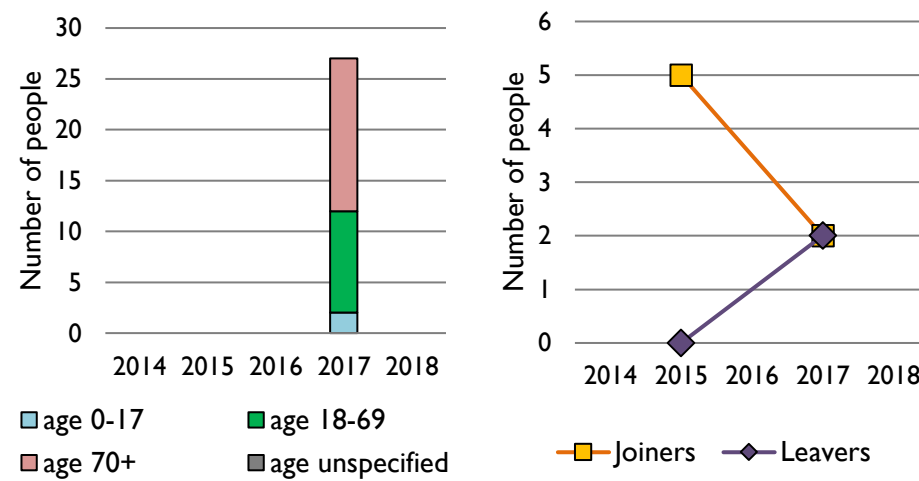 Number of people
30
25
20
15
10
5
0
2014 2015 2016 2017 2018
age 0-17 age 18-69
age 70+ age unspecified
Number of people
6
5
4
3
2
1
0
2014 2015 2016 2017 2018
Joiners Leavers